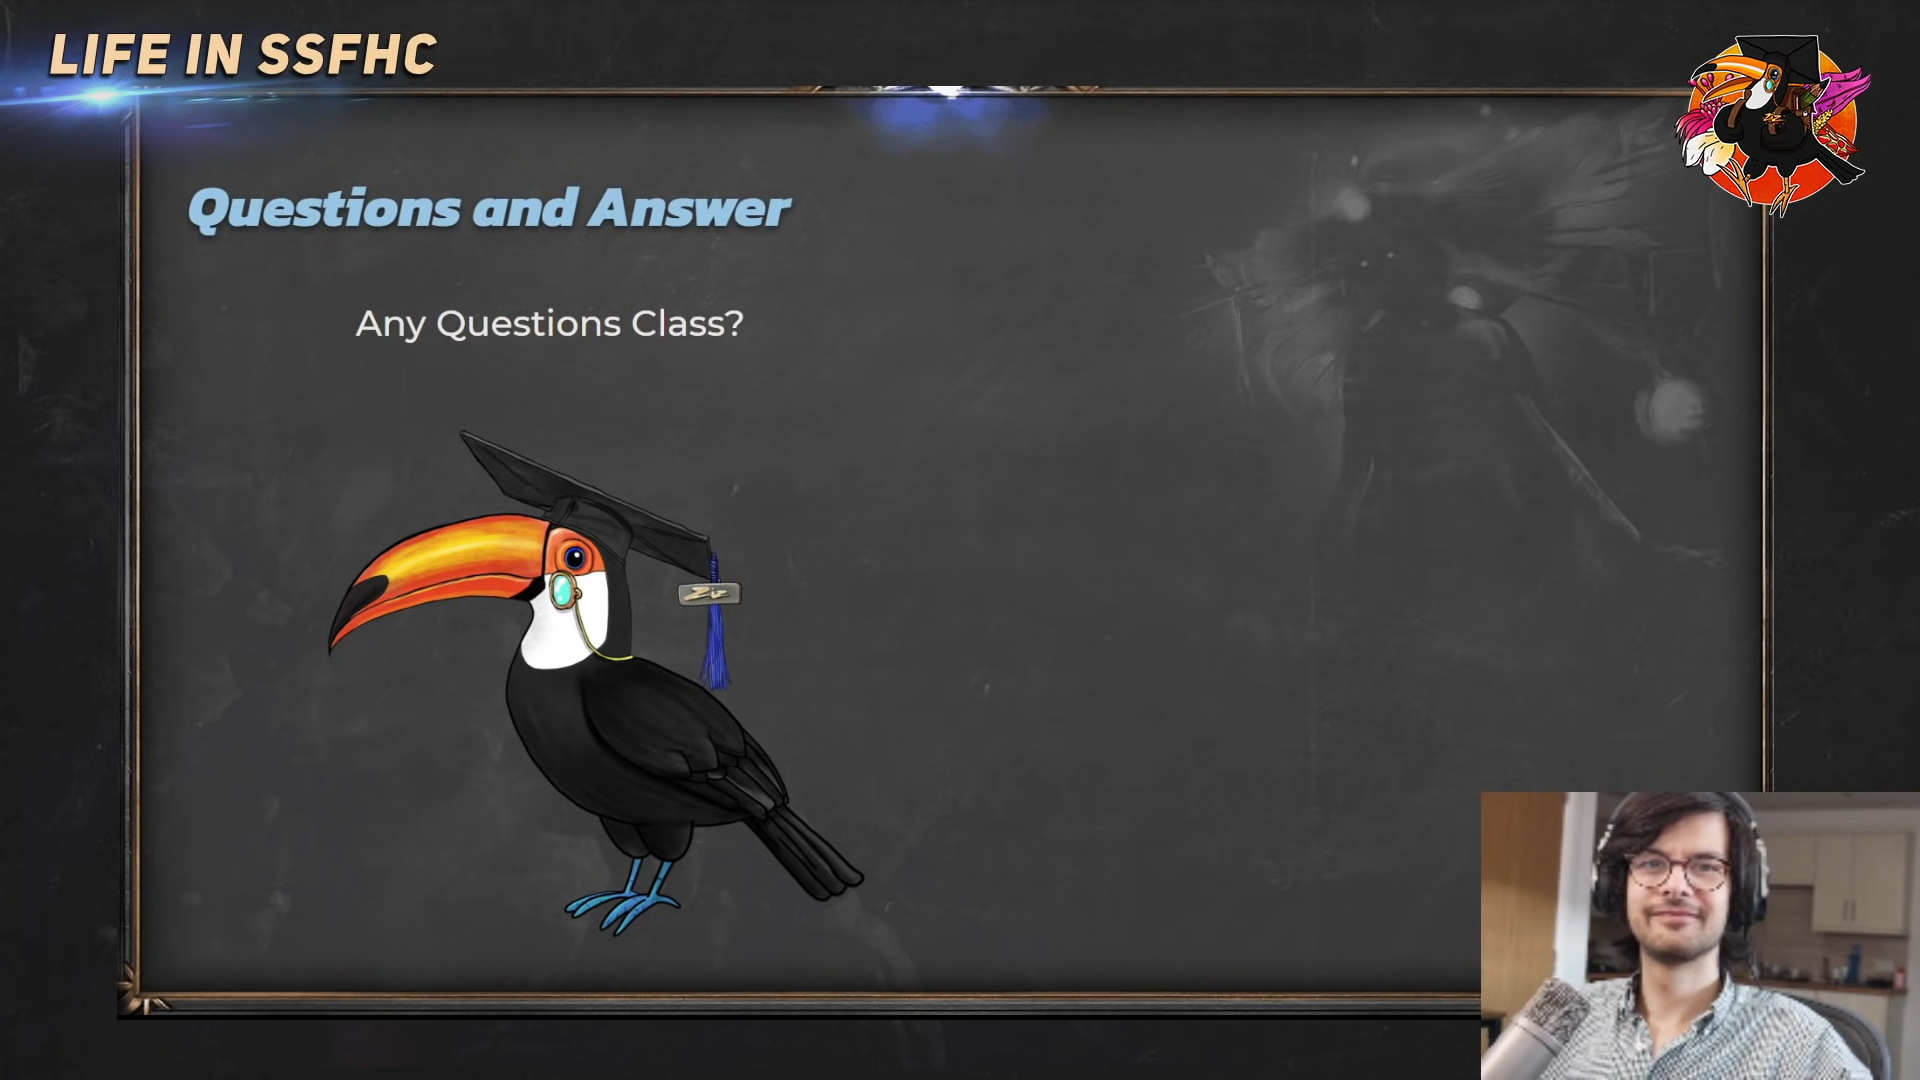 LIFE IN SSFHC
Questions and Answer
Any Questions Class?